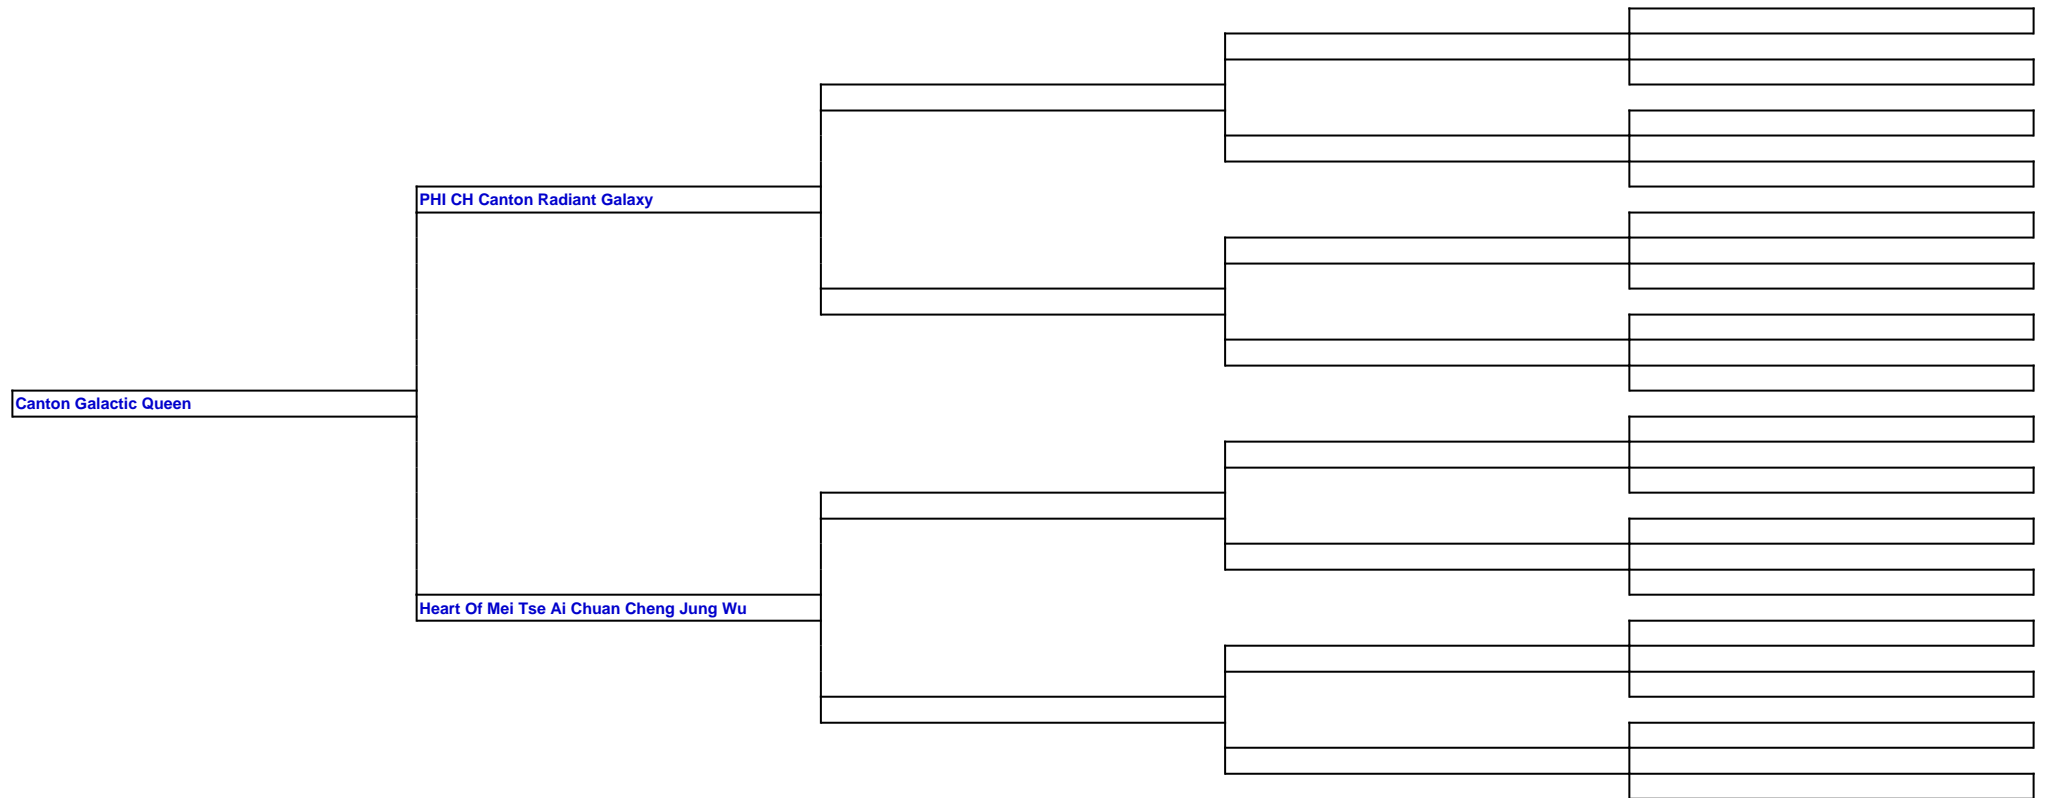 PHI CH Canton Radiant Galaxy
Canton Galactic Queen
Heart Of Mei Tse Ai Chuan Cheng Jung Wu